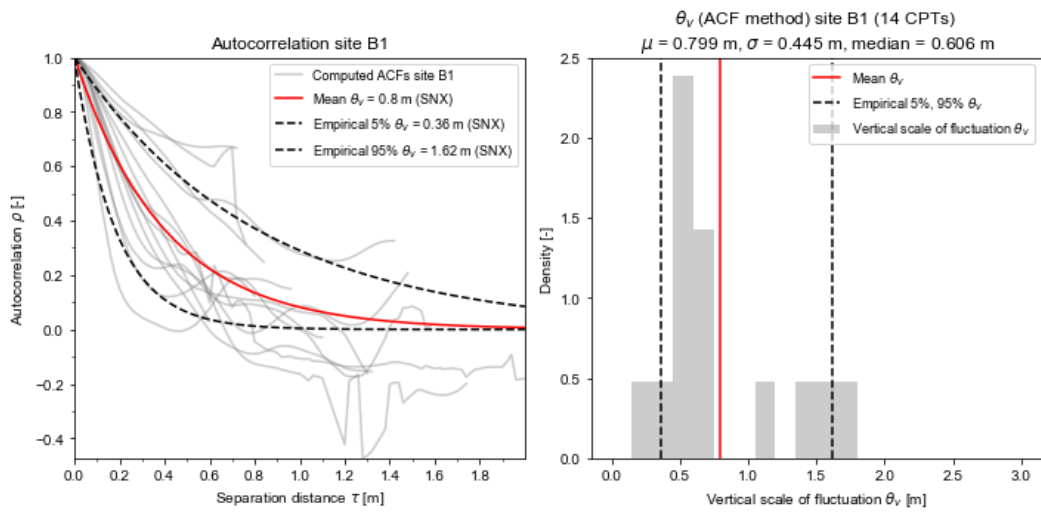 Autocorrelation site B1
Computed ACFs site B1
Mean θv = 0.8 m (SNX)
Empirical 5% θv = 0.36 m (SNX)
Empirical 95% θv = 1.62 m (SNX)
1.0
0.8
0.6
0.4
0.2
0.0
−0.2
−0.4
Autocorrelation ρ [-]
0.0 0.2 0.4 0.6 0.8 1.0 1.2 1.4 1.6 1.8
Separation distance τ [m]
θv (ACF method) site B1 (14 CPTs)
μ = 0.799 m, σ = 0.445 m, median = 0.606 m
Mean θv
Empirical 5%, 95% θv
Vertical scale of fluctuation θv
2.5
2.0
1.5
1.0
0.5
0.0
Density [-]
0.0 0.5 1.0 1.5 2.0 2.5 3.0
Vertical scale of fluctuation θv [m]